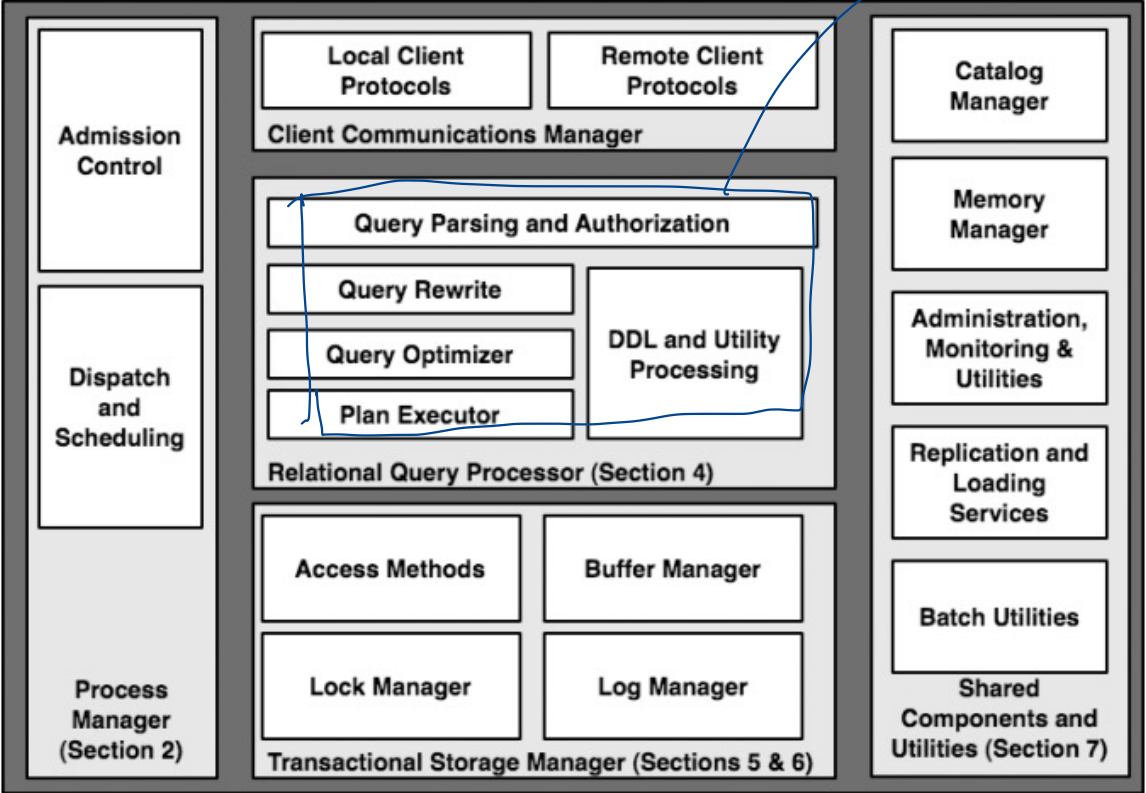 Admission
Control
Dispatch
and
Scheduling
Process
Manager
(Section 2)
Local Client
Protocols
Remote Client
Protocols
Client Communications Manager
Query Parsing and Authorization
Query Rewrite
Query Optimizer
Plan Executor
DDL and Utility
Processing
Relational Query Processor (Section 4)
Access Methods
Buffer Manager
Lock Manager
Log Manager
Transactional Storage Manager (Sections 5 & 6)
Catalog
Manager
Memory
Manager
Administration,
Monitoring &
Utilities
Replication and
Loading
Services
Batch Utilities
Shared
Components and
Utilities (Section 7)